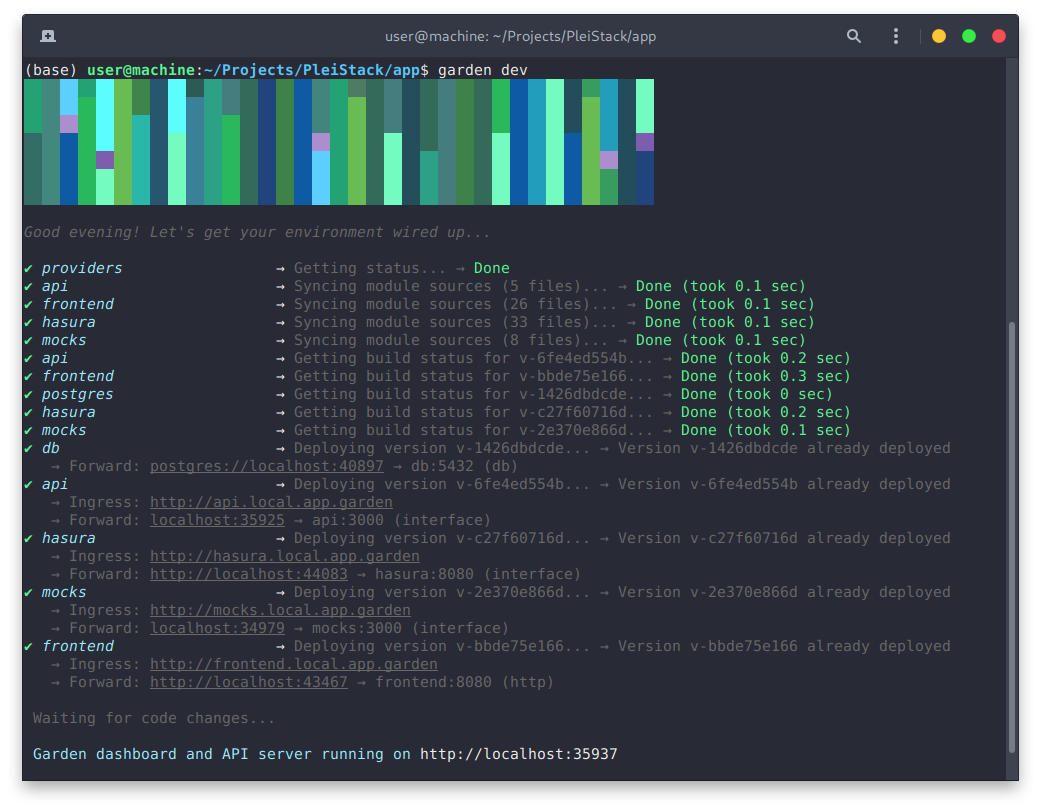 user@machine: ~/Projects/PleiStack/app
(base) user@machine:~/Projects/PleiStack/app$ garden dev
Good evening! Let's get your environment wired up...
✔ providers → Getting status... → Done
✔ api → Syncing module sources (5 files)... → Done (took 0.1 sec)
✔ frontend → Syncing module sources (26 files)... → Done (took 0.1 sec)
✔ hasura → Syncing module sources (33 files)... → Done (took 0.1 sec)
✔ mocks → Syncing module sources (8 files)... → Done (took 0.1 sec)
✔ api → Getting build status for v-6fe4ed554b... → Done (took 0.2 sec)
✔ frontend → Getting build status for v-bbde75e166... → Done (took 0.3 sec)
✔ postgres → Getting build status for v-1426dbdcde... → Done (took 0 sec)
✔ hasura → Getting build status for v-c27f60716d... → Done (took 0.2 sec)
✔ mocks → Getting build status for v-2e370e866d... → Done (took 0.1 sec)
✔ db → Deploying version v-1426dbdcde... → Version v-1426dbdcde already deployed
→ Forward: postgres://localhost:40897 → db:5432 (db)
✔ api → Deploying version v-6fe4ed554b... → Version v-6fe4ed554b already deployed
→ Ingress: http://api.local.app.garden
→ Forward: localhost:35925 → api:3000 (interface)
✔ hasura → Deploying version v-c27f60716d... → Version v-c27f60716d already deployed
→ Ingress: http://hasura.local.app.garden
→ Forward: http://localhost:44083 → hasura:8080 (interface)
✔ mocks → Deploying version v-2e370e866d... → Version v-2e370e866d already deployed
→ Ingress: http://mocks.local.app.garden
→ Forward: localhost:34979 → mocks:3000 (interface)
✔ frontend → Deploying version v-bbde75e166... → Version v-bbde75e166 already deployed
→ Ingress: http://frontend.local.app.garden
→ Forward: http://localhost:43467 → frontend:8080 (http)
Waiting for code changes...
Garden dashboard and API server running on http://localhost:35937